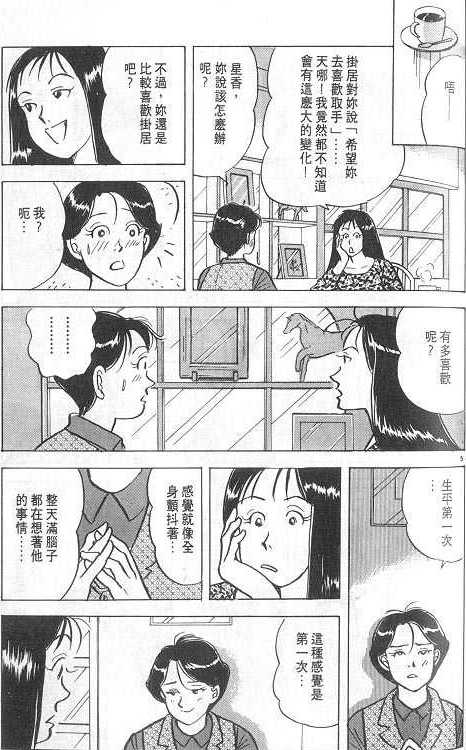 唔——
掛居對妳說「希望妳
去喜歡取手」……
天哪!我竟然都不知道
會有這麼大的變化!
星香，
妳說該怎麼辦
呢?
不過，妳還是
比較喜歡掛居
吧?
我?
呃…
有多喜歡
呢?
………
5
生平第一次
…
感覺就像全
身顫抖著…
整天滿腦子
都在想著他
的事情……
這種感覺是
第一次…